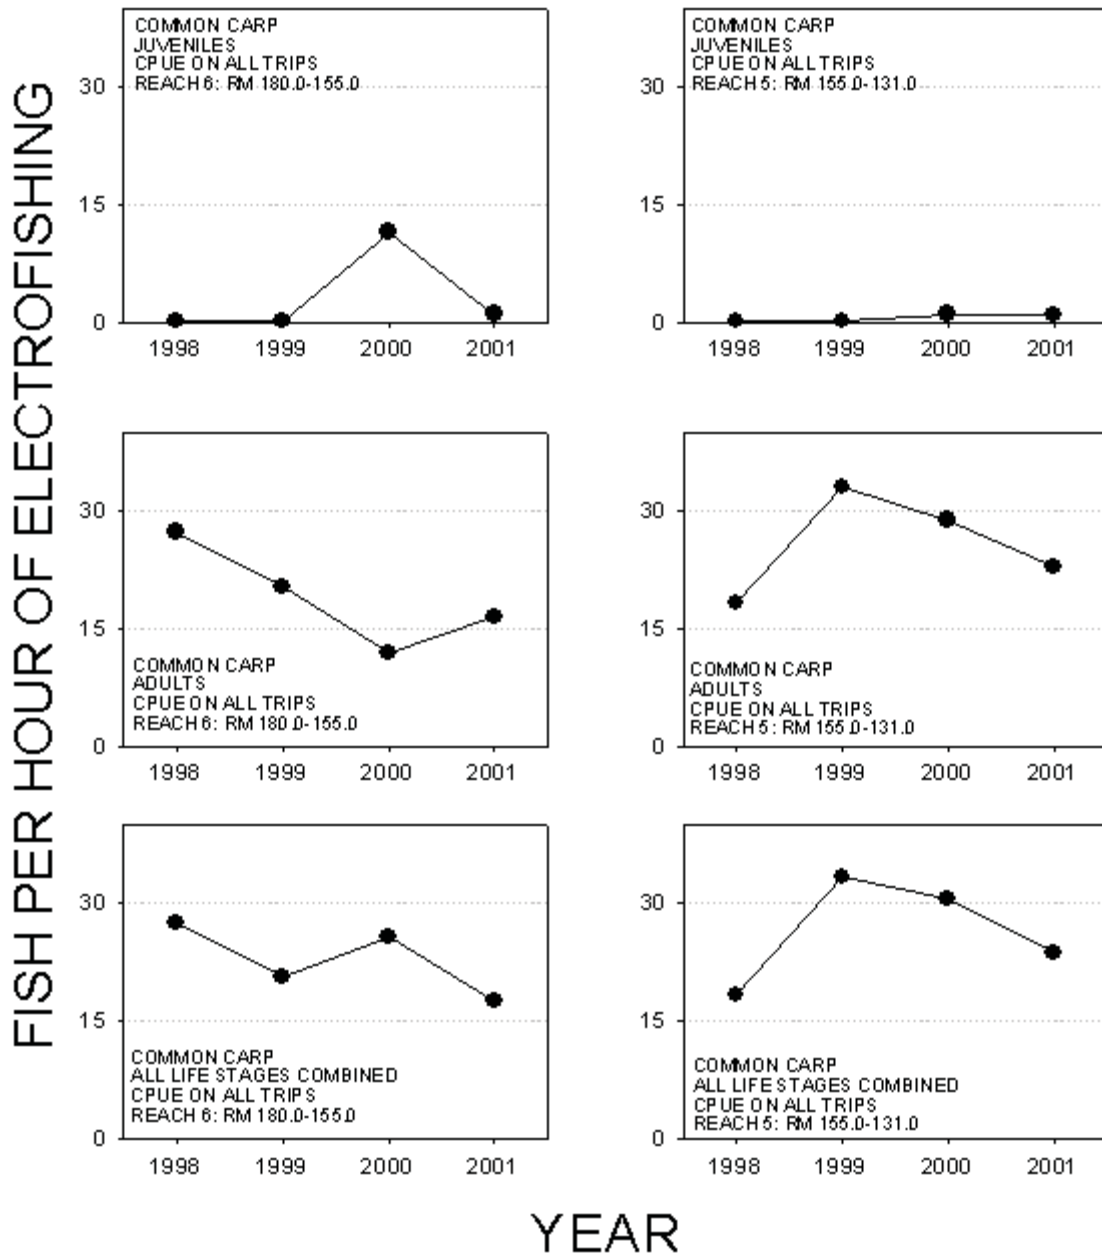 FISH PER HOUR OF ELECTROFISHING
COMMON CARP
JUVENILES
CPUE ON ALL TRIPS
REACH 6: RM 180.0-155.0
30
15
0
1998 1999 2000 2001
COMMON CARP
JUVENILES
CPUE ON ALL TRIPS
REACH 5: RM 155.0-131.0
30
15
0
1998 1999 2000 2001
30
15
COMMON CARP
ADULTS
CPUE ON ALL TRIPS
REACH 6: RM 180.0-155.0
0
1998 1999 2000 2001
30
15
COMMON CARP
ADULTS
CPUE ON ALL TRIPS
REACH 5: RM 155.0-131.0
0
1998 1999 2000 2001
30
15
COMMON CARP
ALL LIFE STAGES COMBINED
CPUE ON ALL TRIPS
REACH 6: RM 180.0-155.0
0
1998 1999 2000 2001
30
15
COMMON CARP
ALL LIFE STAGES COMBINED
CPUE ON ALL TRIPS
REACH 5: RM 155.0-131.0
0
1998 1999 2000 2001
YEAR